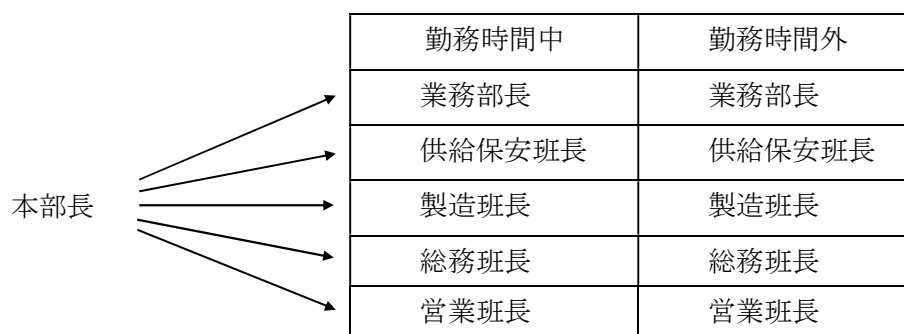 勤務時間中 勤務時間外
業務部長 業務部長
供給保安班長 供給保安班長
本部長 製造班長 製造班長
総務班長 総務班長
営業班長 営業班長